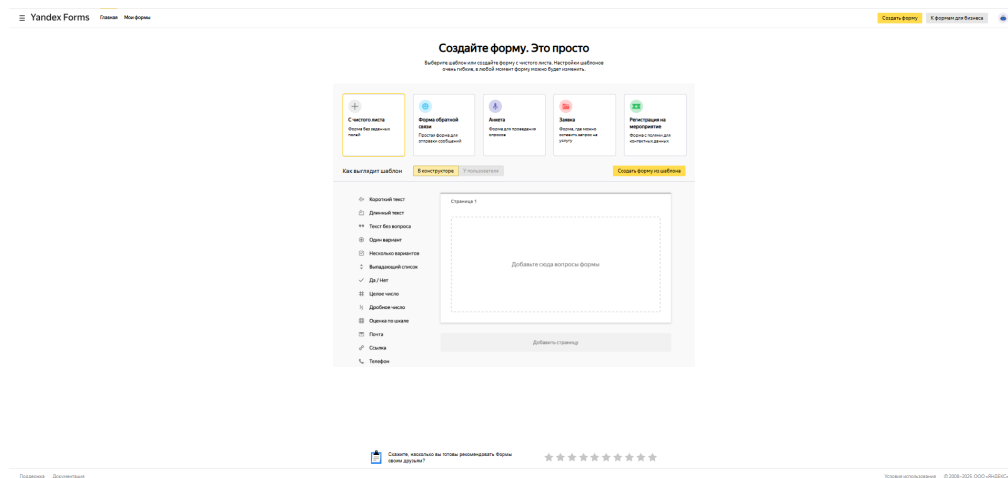 Yandex Forms Главная Мои формы Создать форму К формам для бизнеса
Создайте форму. Это просто
Выберите шаблон или создайте форму с чистого листа. Настройки шаблонов
очень гибкие, в любой момент форму можно будет изменить.
С чистого листа
Форма без заданных
полей
Форма обратной
связи
Простая форма для
отправки сообщений
Анкета
Форма для проведения
опросов
Заявка
Форма, где можно
оставить запрос на
услугу
Регистрация на
мероприятие
Форма с полями для
контактных данных
Как выглядит шаблон В конструкторе У пользователя Создать форму из шаблона
Короткий текст
Длинный текст
Текст без вопроса
Один вариант
Несколько вариантов
Выпадающий список
Да / Нет
Целое число
Дробное число
Оценка по шкале
Почта
Ссылка
Телефон
Страница 1
Добавьте сюда вопросы формы
Добавить страницу
Скажите, насколько вы готовы рекомендовать Формы
своим друзьям?
Поддержка Документация Условия использования © 2008–2025 ООО «ЯНДЕКС»